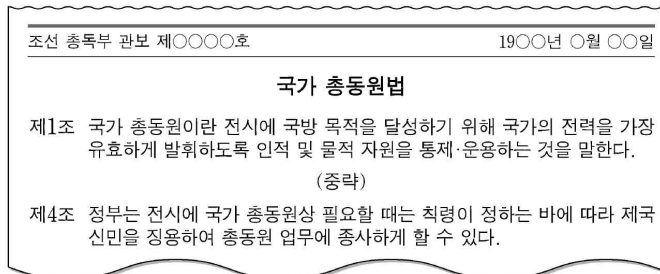 조선 총독부 관보 제○○○○호 19○○년 ○월 ○○일
국가 총동원법
제1조 국가 총동원이란 전시에 국방 목적을 달성하기 위해 국가의 전력을 가장
유효하게 발휘하도록 인적 및 물적 자원을 통제·운용하는 것을 말한다.
(중략)
제4조 정부는 전시에 국가 총동원상 필요할 때는 칙령이 정하는 바에 따라 제국
신민을 징용하여 총동원 업무에 종사하게 할 수 있다.